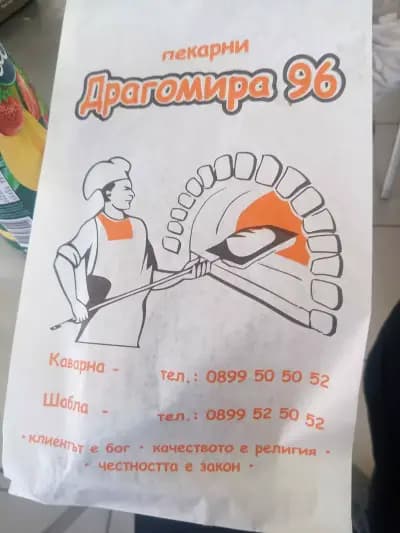 пекарни
Драгомира 96
Каварна - тел.: 0899 50 50 52
Шабла - тел.: 0899 52 50 52
· клиентът е бог · качеството е религия ·
· честността е закон ·